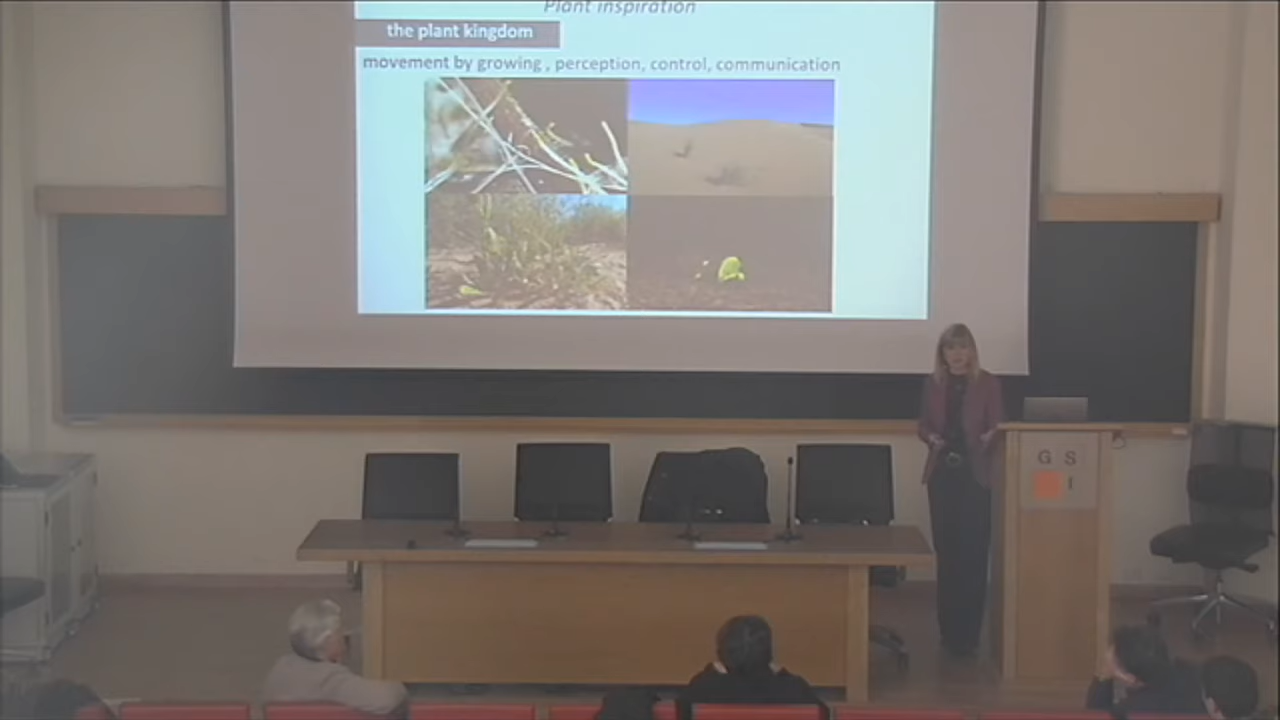 Plant inspiration
the plant kingdom
movement by growing , perception, control, communication
G S
I